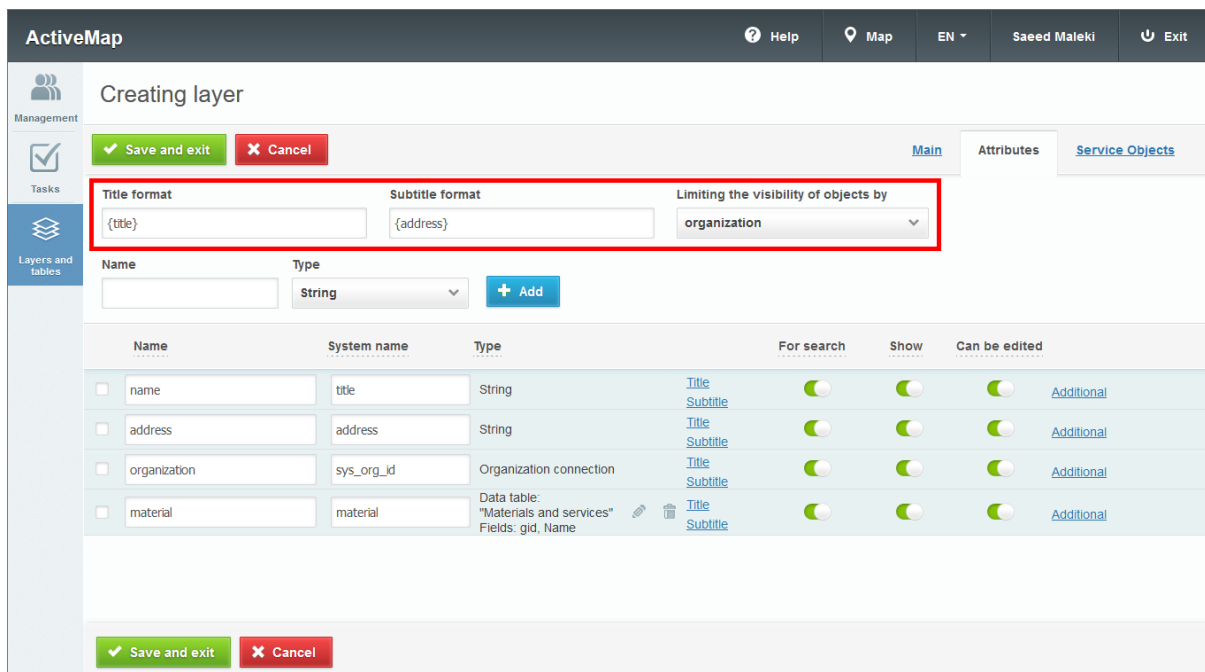 ActiveMap
Help
Map
EN
Saeed Maleki
Exit
Management
Tasks
Layers and
tables
Creating layer
Save and exit
Cancel
Main
Attributes
Service Objects
Title format
Subtitle format
Limiting the visibility of objects by
{title}
{address}
organization
Name
Type
String
+ Add
Name
System name
Type
For search
Show
Can be edited
name
title
String
Title
Subtitle
Additional
address
address
String
Title
Subtitle
Additional
organization
sys_org_id
Organization connection
Title
Subtitle
Additional
material
material
Data table:
"Materials and services"
Fields: gid, Name
Title
Subtitle
Additional
Save and exit
Cancel